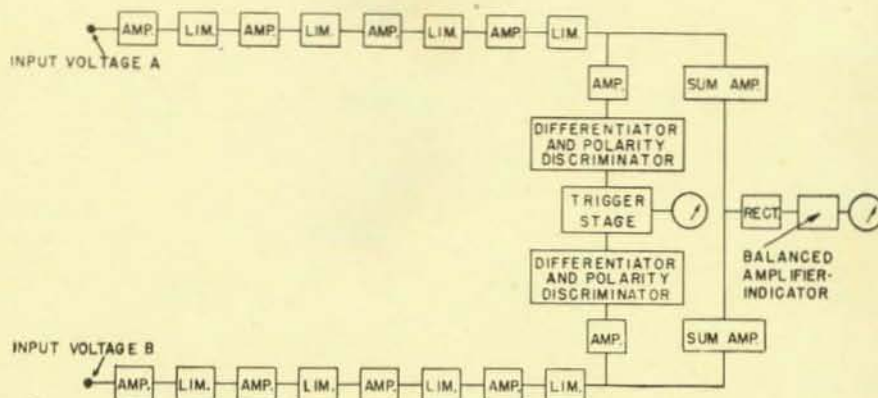 AMP. LIM. AMP. LIM. AMP. LIM. AMP. LIM.
INPUT VOLTAGE A
AMP. SUM AMP.
DIFFERENTIATOR
AND POLARITY
DISCRIMINATOR
TRIGGER
STAGE
RECT.
BALANCED
AMPLIFIER-
INDICATOR
DIFFERENTIATOR
AND POLARITY
DISCRIMINATOR
AMP. SUM AMP.
INPUT VOLTAGE B
AMP. LIM. AMP. LIM. AMP. LIM. AMP. LIM.